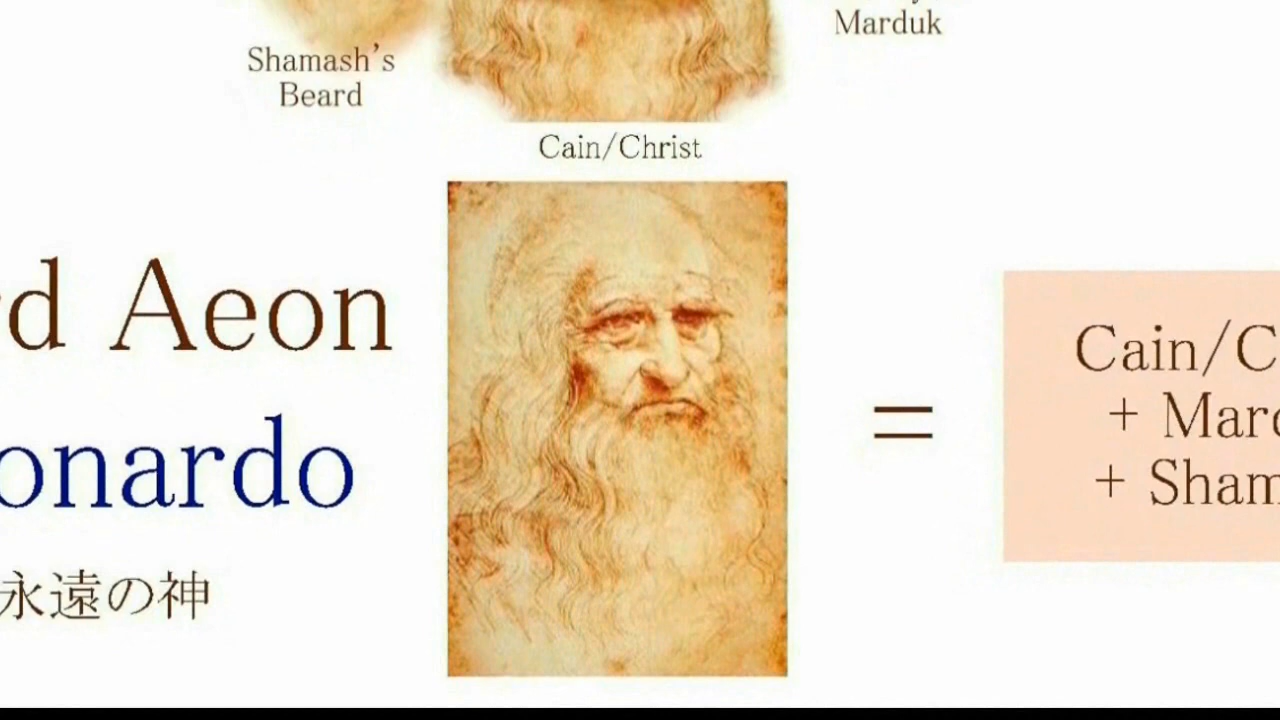 Marduk
Shamash's
Beard
Cain/Christ
Aeon
Cain/C
+ Mard
+ Sham
onardo
永遠の神